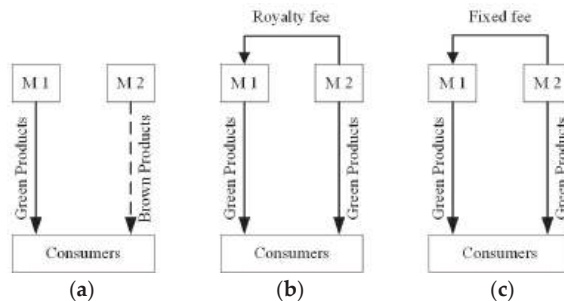 Royalty fee
Fixed fee
M 1
M 2
M 1
M 2
M 1
M 2
Green Products
Brown Products
Green Products
Green Products
Green Products
Green Products
Consumers
Consumers
Consumers
(a)
(b)
(c)